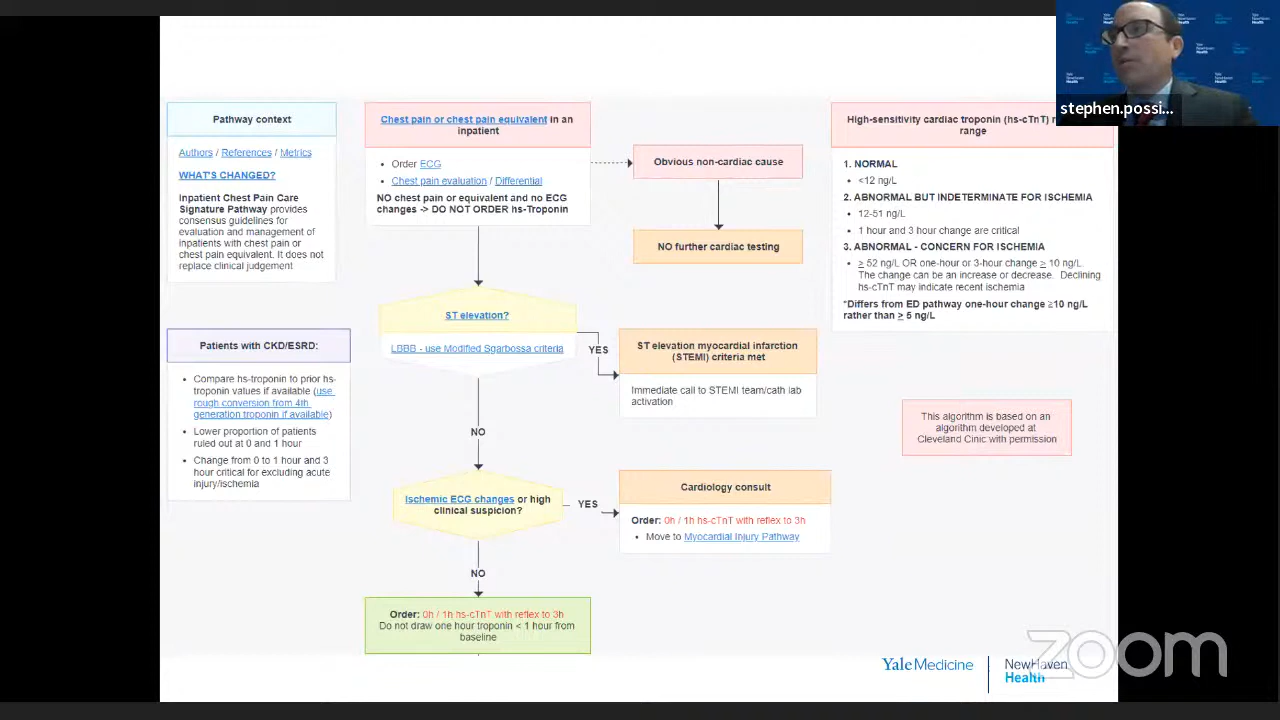 Pathway context
Authors / References / Metrics
WHAT'S CHANGED?
Inpatient Chest Pain Care
Signature Pathway provides
consensus guidelines for
evaluation and management of
inpatients with chest pain or
chest pain equivalent. It does not
replace clinical judgement
Patients with CKD/ESRD:
• Compare hs-troponin to prior hs-
troponin values if available (use
rough conversion from 4th
generation troponin if available)
• Lower proportion of patients
ruled out at 0 and 1 hour
• Change from 0 to 1 hour and 3
hour critical for excluding acute
injury/ischemia
Chest pain or chest pain equivalent in an
inpatient
• Order ECG
• Chest pain evaluation / Differential
NO chest pain or equivalent and no ECG
changes -> DO NOT ORDER hs-Troponin
Obvious non-cardiac cause
NO further cardiac testing
ST elevation?
LBBB - use Modified Sgarbossa criteria
YES
ST elevation myocardial infarction
(STEMI) criteria met
Immediate call to STEMI team/cath lab
activation
NO
Ischemic ECG changes or high
clinical suspicion?
YES
Cardiology consult
Order: 0h / 1h hs-cTnT with reflex to 3h
• Move to Myocardial Injury Pathway
NO
Order: 0h / 1h hs-cTnT with reflex to 3h
Do not draw one hour troponin < 1 hour from
baseline
High-sensitivity cardiac troponin (hs-cTnT)
range
1. NORMAL
• <12 ng/L
2. ABNORMAL BUT INDETERMINATE FOR ISCHEMIA
• 12-51 ng/L
• 1 hour and 3 hour change are critical
3. ABNORMAL - CONCERN FOR ISCHEMIA
• ≥ 52 ng/L OR one-hour or 3-hour change ≥ 10 ng/L.
The change can be an increase or decrease. Declining
hs-cTnT may indicate recent ischemia
*Differs from ED pathway one-hour change ≥10 ng/L
rather than ≥ 5 ng/L
This algorithm is based on an
algorithm developed at
Cleveland Clinic with permission
stephen.possi...
Yale Medicine
NewHaven
Health
zoom